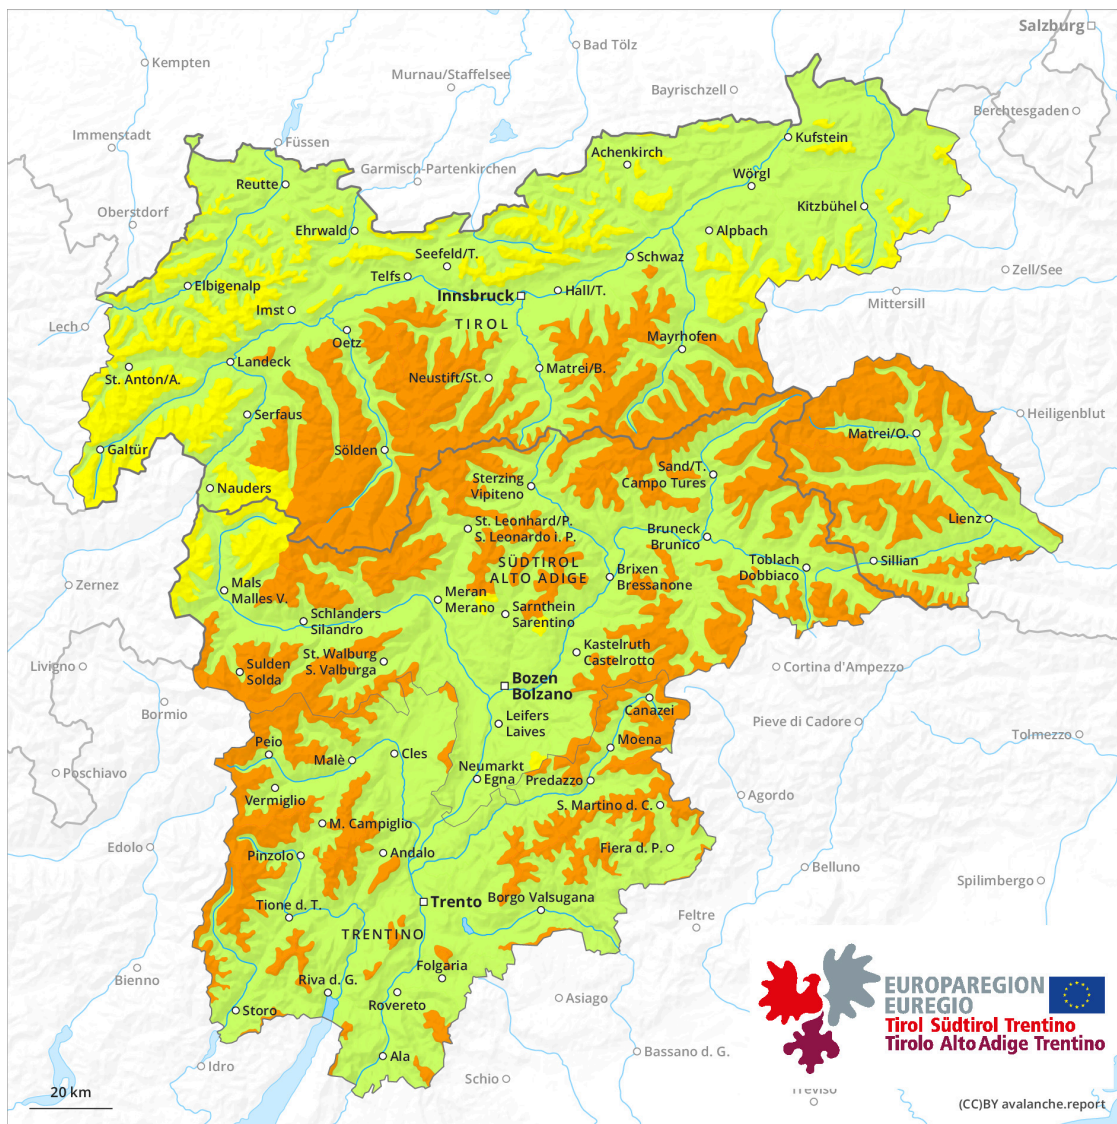 Salzburg
Bad Tölz
Kempten
Murnau/Staffelsee
Bayrischzell
Berchtesgaden
Immenstadt
Füssen
Kufstein
Achenkirch
Garmisch-Partenkirchen
Wörgl
Reutte
Oberstdorf
Kitzbühel
Ehrwald
Alpbach
Seefeld/T.
Schwaz
Telfs
Zell/See
Elbigenalp
Innsbruck
Hall/T.
Mittersill
Imst
TIROL
Lech
Oetz
Mayrhofen
Landeck
Matrei/B.
St. Anton/A.
Neustift/St.
Serfaus
Heiligenblut
Matrei/O.
Galtür
Sölden
Sand/T.
Campo Tures
Sterzing
Vipiteno
Nauders
Lienz
St. Leonhard/P.
S. Leonardo i. P.
Bruneck
Brunico
SÜDTIROL
ALTO ADIGE
Toblach
Dobbiaco
Sillian
Brixen
Bressanone
Zernez
Mals
Malles V.
Meran
Merano
Sarnthein
Sarentino
Schlanders
Silandro
Kastelruth
Castelrotto
St. Walburg
S. Valburga
Livigno
Sulden
Solda
Cortina d'Ampezzo
Bozen
Bolzano
Canazei
Bormio
Leifers
Laives
Pieve di Cadore
Tolmezzo
Moena
Peio
Cles
Malè
Neumarkt
Egna
Predazzo
Poschiavo
Vermiglio
Agordo
S. Martino d. C.
M. Campiglio
Edolo
Fiera d. P.
Pinzolo
Andalo
Belluno
Spilimbergo
Borgo Valsugana
Trento
Tione d. T.
Feltre
TRENTINO
Bienno
Folgaria
Riva d. G.
Rovereto
Asiago
Storo
EUROPAREGION
EUREGIO
Tirol Südtirol Trentino
Tirolo Alto Adige Trentino
Bassano d. G.
Ala
Idro
Schio
Treviso
20 km
(CC)BY avalanche.report